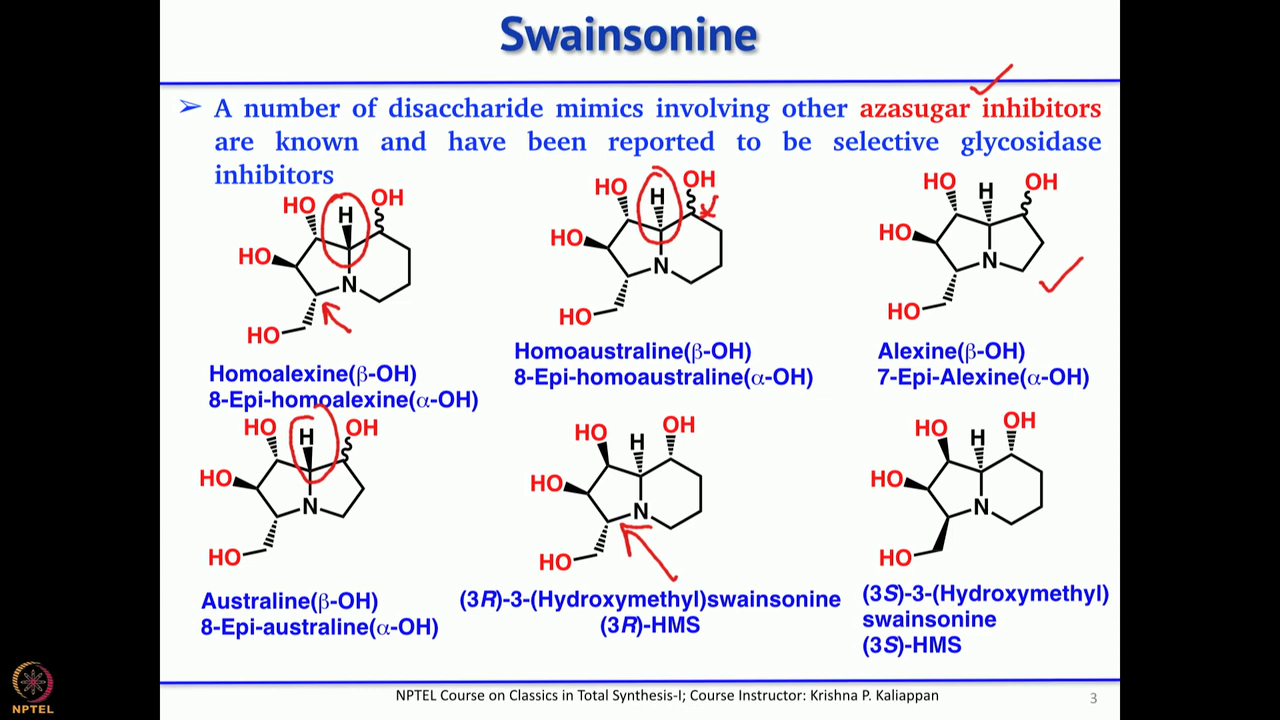 Swainsonine
➢ A number of disaccharide mimics involving other azasugar inhibitors
are known and have been reported to be selective glycosidase
inhibitors
HO H OH
HO
N
HO
Homoalexine(β-OH)
8-Epi-homoalexine(α-OH)
HO H OH
HO
N
HO
Homoaustraline(β-OH)
8-Epi-homoaustraline(α-OH)
HO H OH
HO
N
HO
Alexine(β-OH)
7-Epi-Alexine(α-OH)
HO H OH
HO
N
HO
Australine(β-OH)
8-Epi-australine(α-OH)
HO H OH
HO
N
HO
(3R)-3-(Hydroxymethyl)swainsonine
(3R)-HMS
HO H OH
HO
N
HO
(3S)-3-(Hydroxymethyl)
swainsonine
(3S)-HMS
NPTEL
NPTEL Course on Classics in Total Synthesis-I; Course Instructor: Krishna P. Kaliappan
3